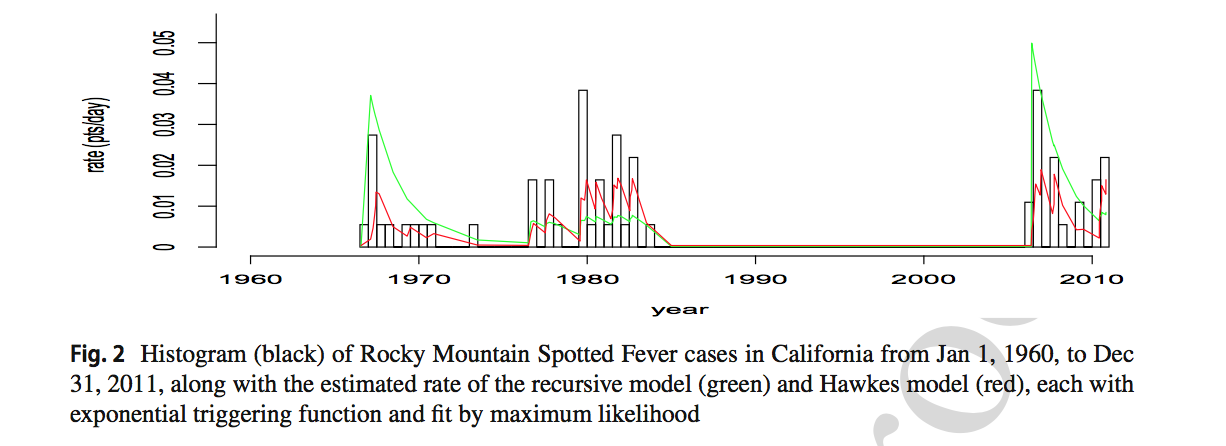 0.05
0.04
0.03
0.02
0.01
0
rate (pts/day)
1960 1970 1980 1990 2000 2010
year
Fig. 2 Histogram (black) of Rocky Mountain Spotted Fever cases in California from Jan 1, 1960, to Dec
31, 2011, along with the estimated rate of the recursive model (green) and Hawkes model (red), each with
exponential triggering function and fit by maximum likelihood